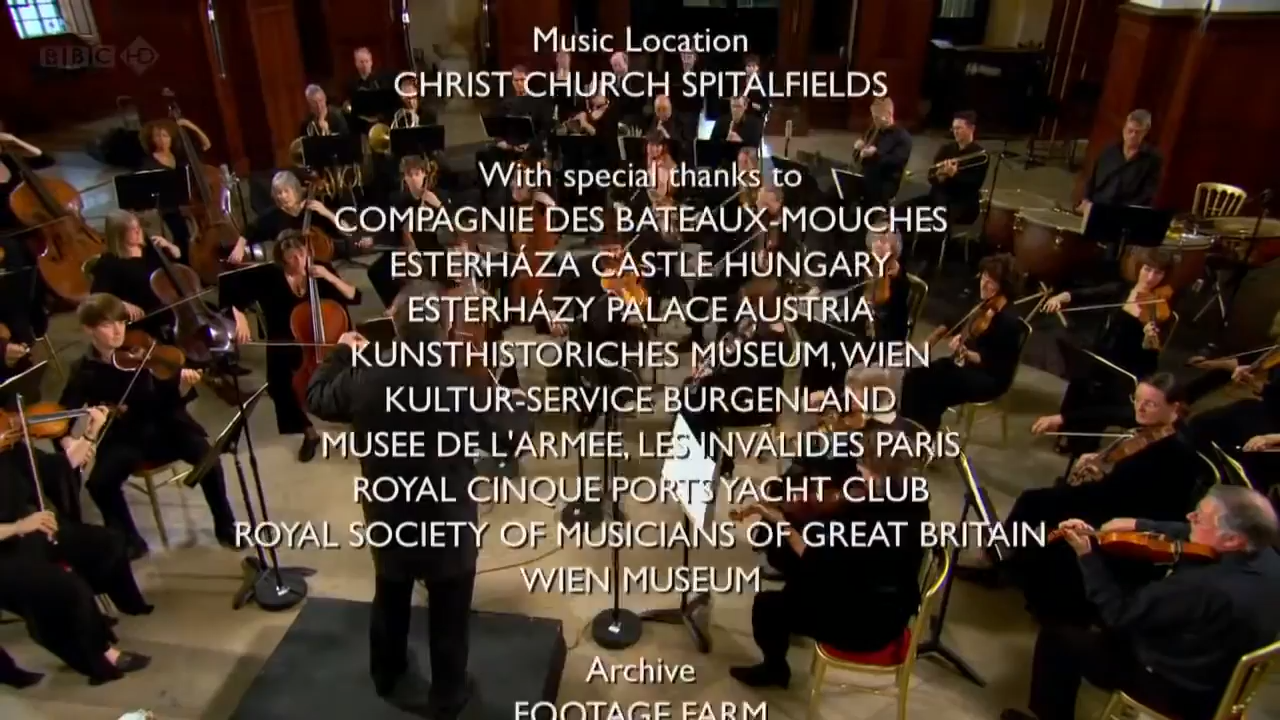 BBC HD
Music Location
CHRIST CHURCH SPITALFIELDS
With special thanks to
COMPAGNIE DES BATEAUX-MOUCHES
ESTERHÁZA CASTLE HUNGARY
ESTERHÁZY PALACE AUSTRIA
KUNSTHISTORICHES MUSEUM, WIEN
KULTUR-SERVICE BURGENLAND
MUSEE DE L'ARMEE, LES INVALIDES PARIS
ROYAL CINQUE PORTS YACHT CLUB
ROYAL SOCIETY OF MUSICIANS OF GREAT BRITAIN
WIEN MUSEUM
Archive
FOOTAGE FARM